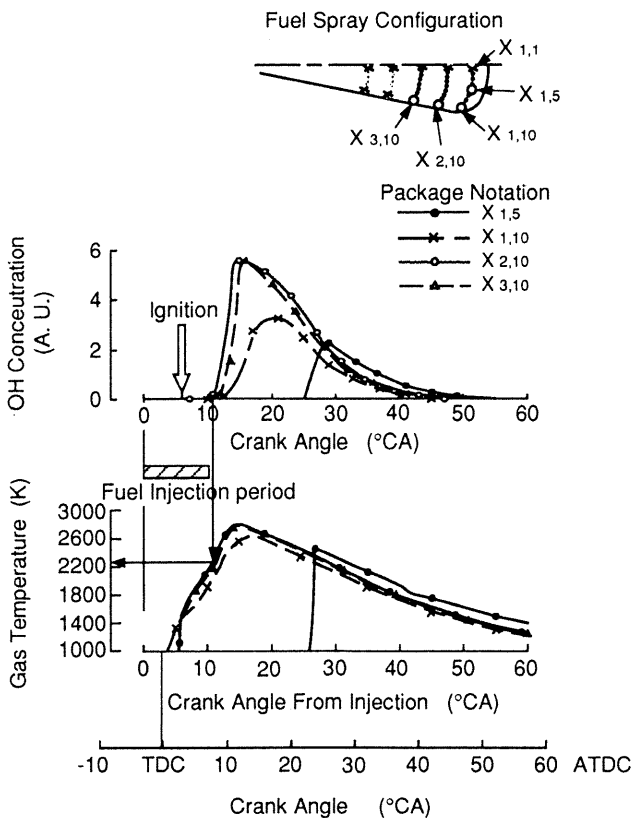 Fuel Spray Configuration
X 1,1
X 1,5
X 3,10
X 1,10
X 2,10
Package Notation
X 1,5
X 1,10
X 2,10
X 3,10
OH Conceutration
(A. U.)
6
4
2
0
Ignition
0 10 20 30 40 50 60
Crank Angle (°CA)
Fuel Injection period
Gas Temperature (K)
3000
2600
2200
1800
1400
1000
0 10 20 30 40 50 60
Crank Angle From Injection (°CA)
-10 TDC 10 20 30 40 50 60 ATDC
Crank Angle (°CA)